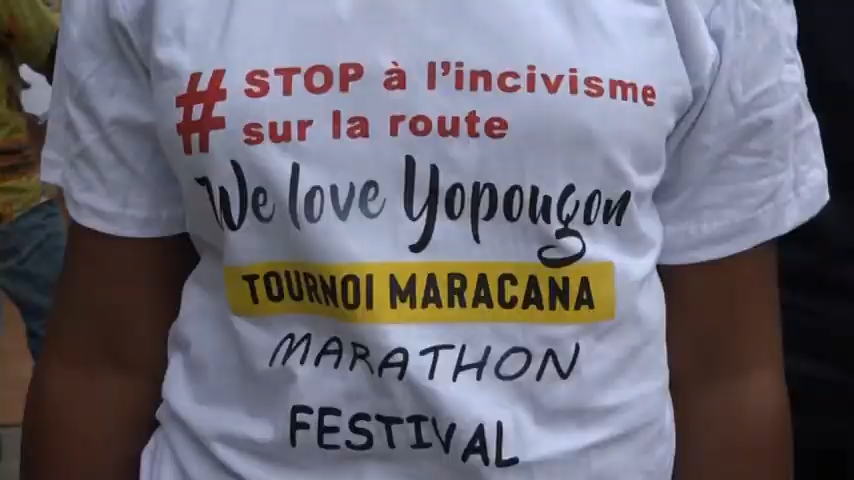 # STOP à l'incivisme
sur la route
We love Yopougon
TOURNOI MARACANA
MARATHON
FESTIVAL